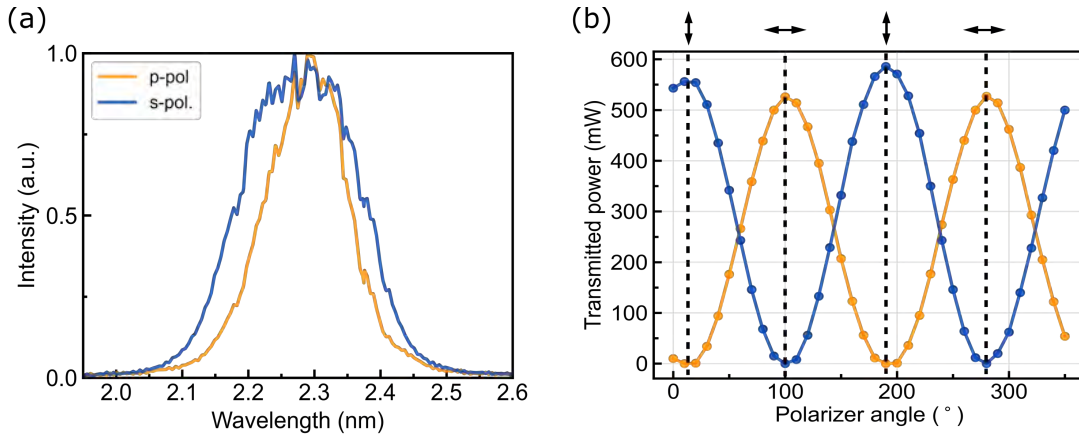 (a)
1.0
0.5
0.0
p-pol
s-pol.
Intensity (a.u.)
2.0 2.1 2.2 2.3 2.4 2.5 2.6
Wavelength (nm)
(b)
600
500
400
300
200
100
0
Transmitted power (mW)
0 100 200 300
Polarizer angle ( ° )